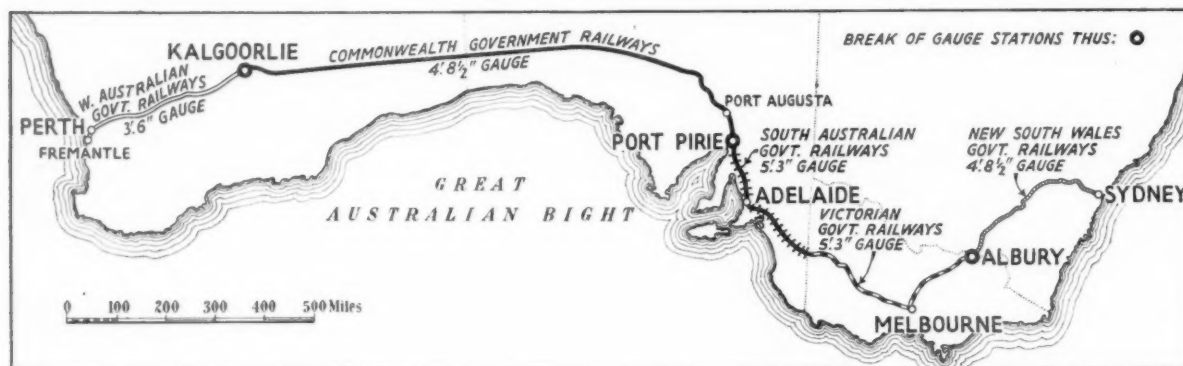 BREAK OF GAUGE STATIONS THUS:
KALGOORLIE
COMMONWEALTH GOVERNMENT RAILWAYS
4'.8½" GAUGE
W. AUSTRALIAN
GOVT. RAILWAYS
3'.6" GAUGE
PERTH
FREMANTLE
PORT AUGUSTA
PORT PIRIE
SOUTH AUSTRALIAN
GOVT. RAILWAYS
5'.3" GAUGE
NEW SOUTH WALES
GOVT. RAILWAYS
4'.8½" GAUGE
GREAT
AUSTRALIAN BIGHT
ADELAIDE
SYDNEY
VICTORIAN
GOVT. RAILWAYS
5'.3" GAUGE
ALBURY
MELBOURNE
0 100 200 300 400 500 Miles